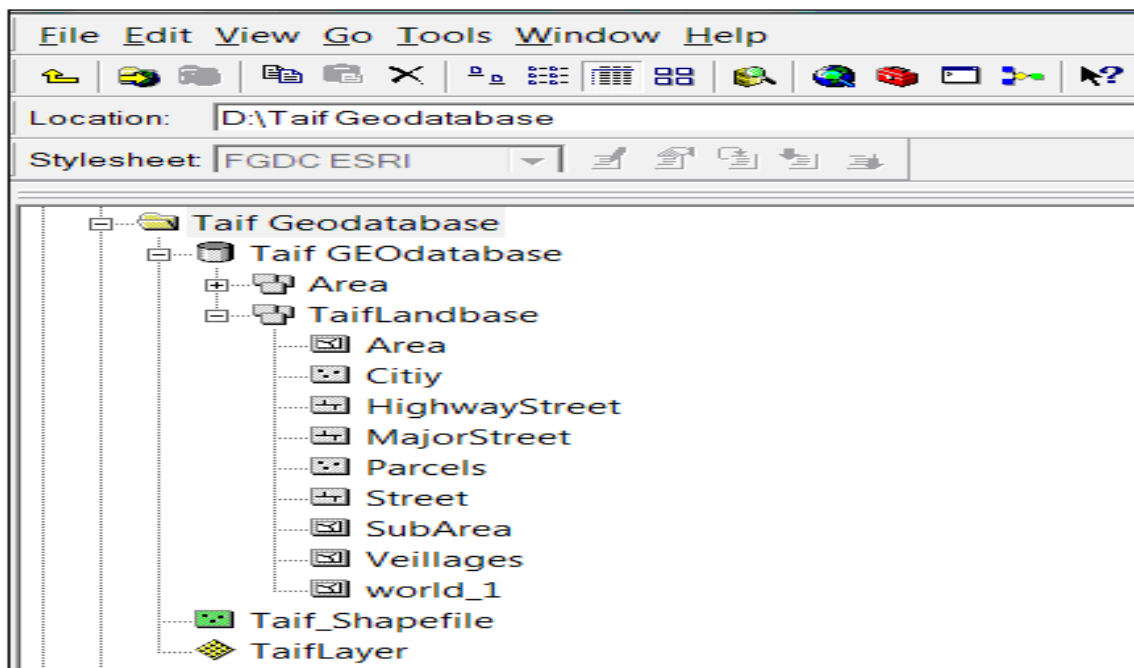 File Edit View Go Tools Window Help
Location: D:\Taif Geodatabase
Stylesheet: FGDC ESRI
Taif Geodatabase
Taif GEOdatabase
Area
TaifLandbase
Area
Citiy
HighwayStreet
MajorStreet
Parcels
Street
SubArea
Veillages
world_1
Taif_Shapefile
TaifLayer